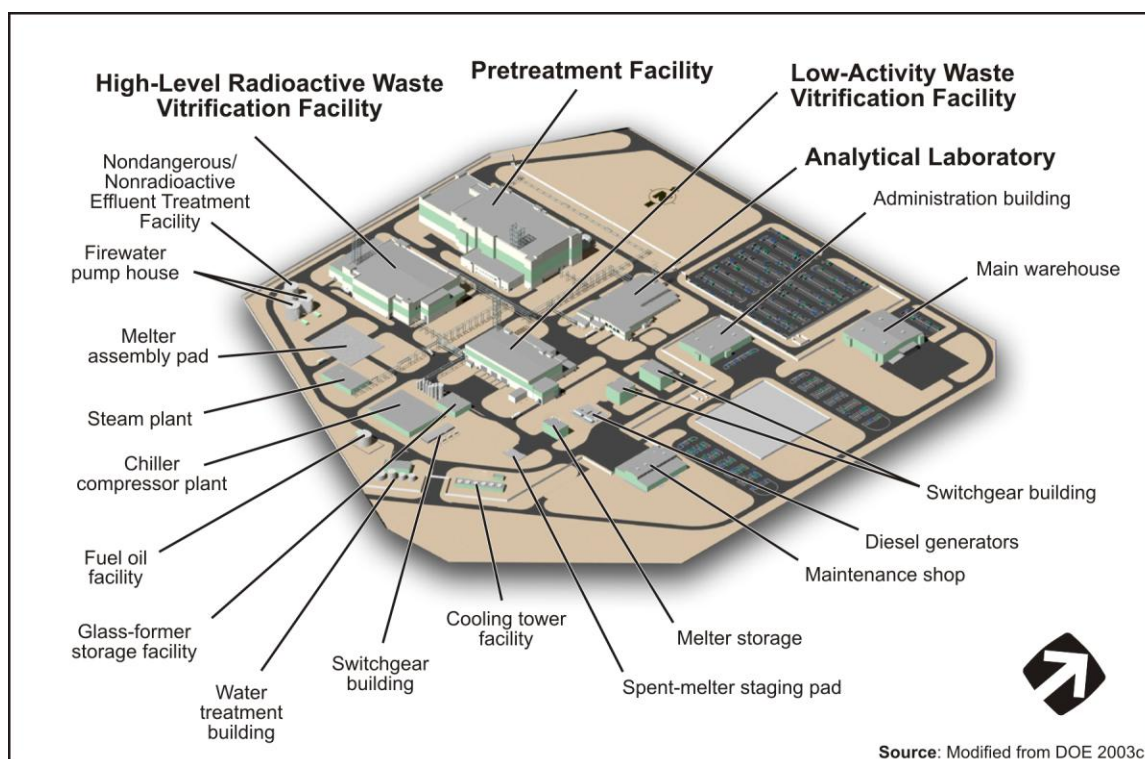 High-Level Radioactive Waste
Vitrification Facility
Pretreatment Facility
Low-Activity Waste
Vitrification Facility
Analytical Laboratory
Administration building
Main warehouse
Nondangerous/
Nonradioactive
Effluent Treatment
Facility
Firewater
pump house
Melter
assembly pad
Steam plant
Chiller
compressor plant
Fuel oil
facility
Glass-former
storage facility
Water
treatment
building
Switchgear
building
Cooling tower
facility
Spent-melter staging pad
Melter storage
Maintenance shop
Diesel generators
Switchgear building
Source: Modified from DOE 2003c